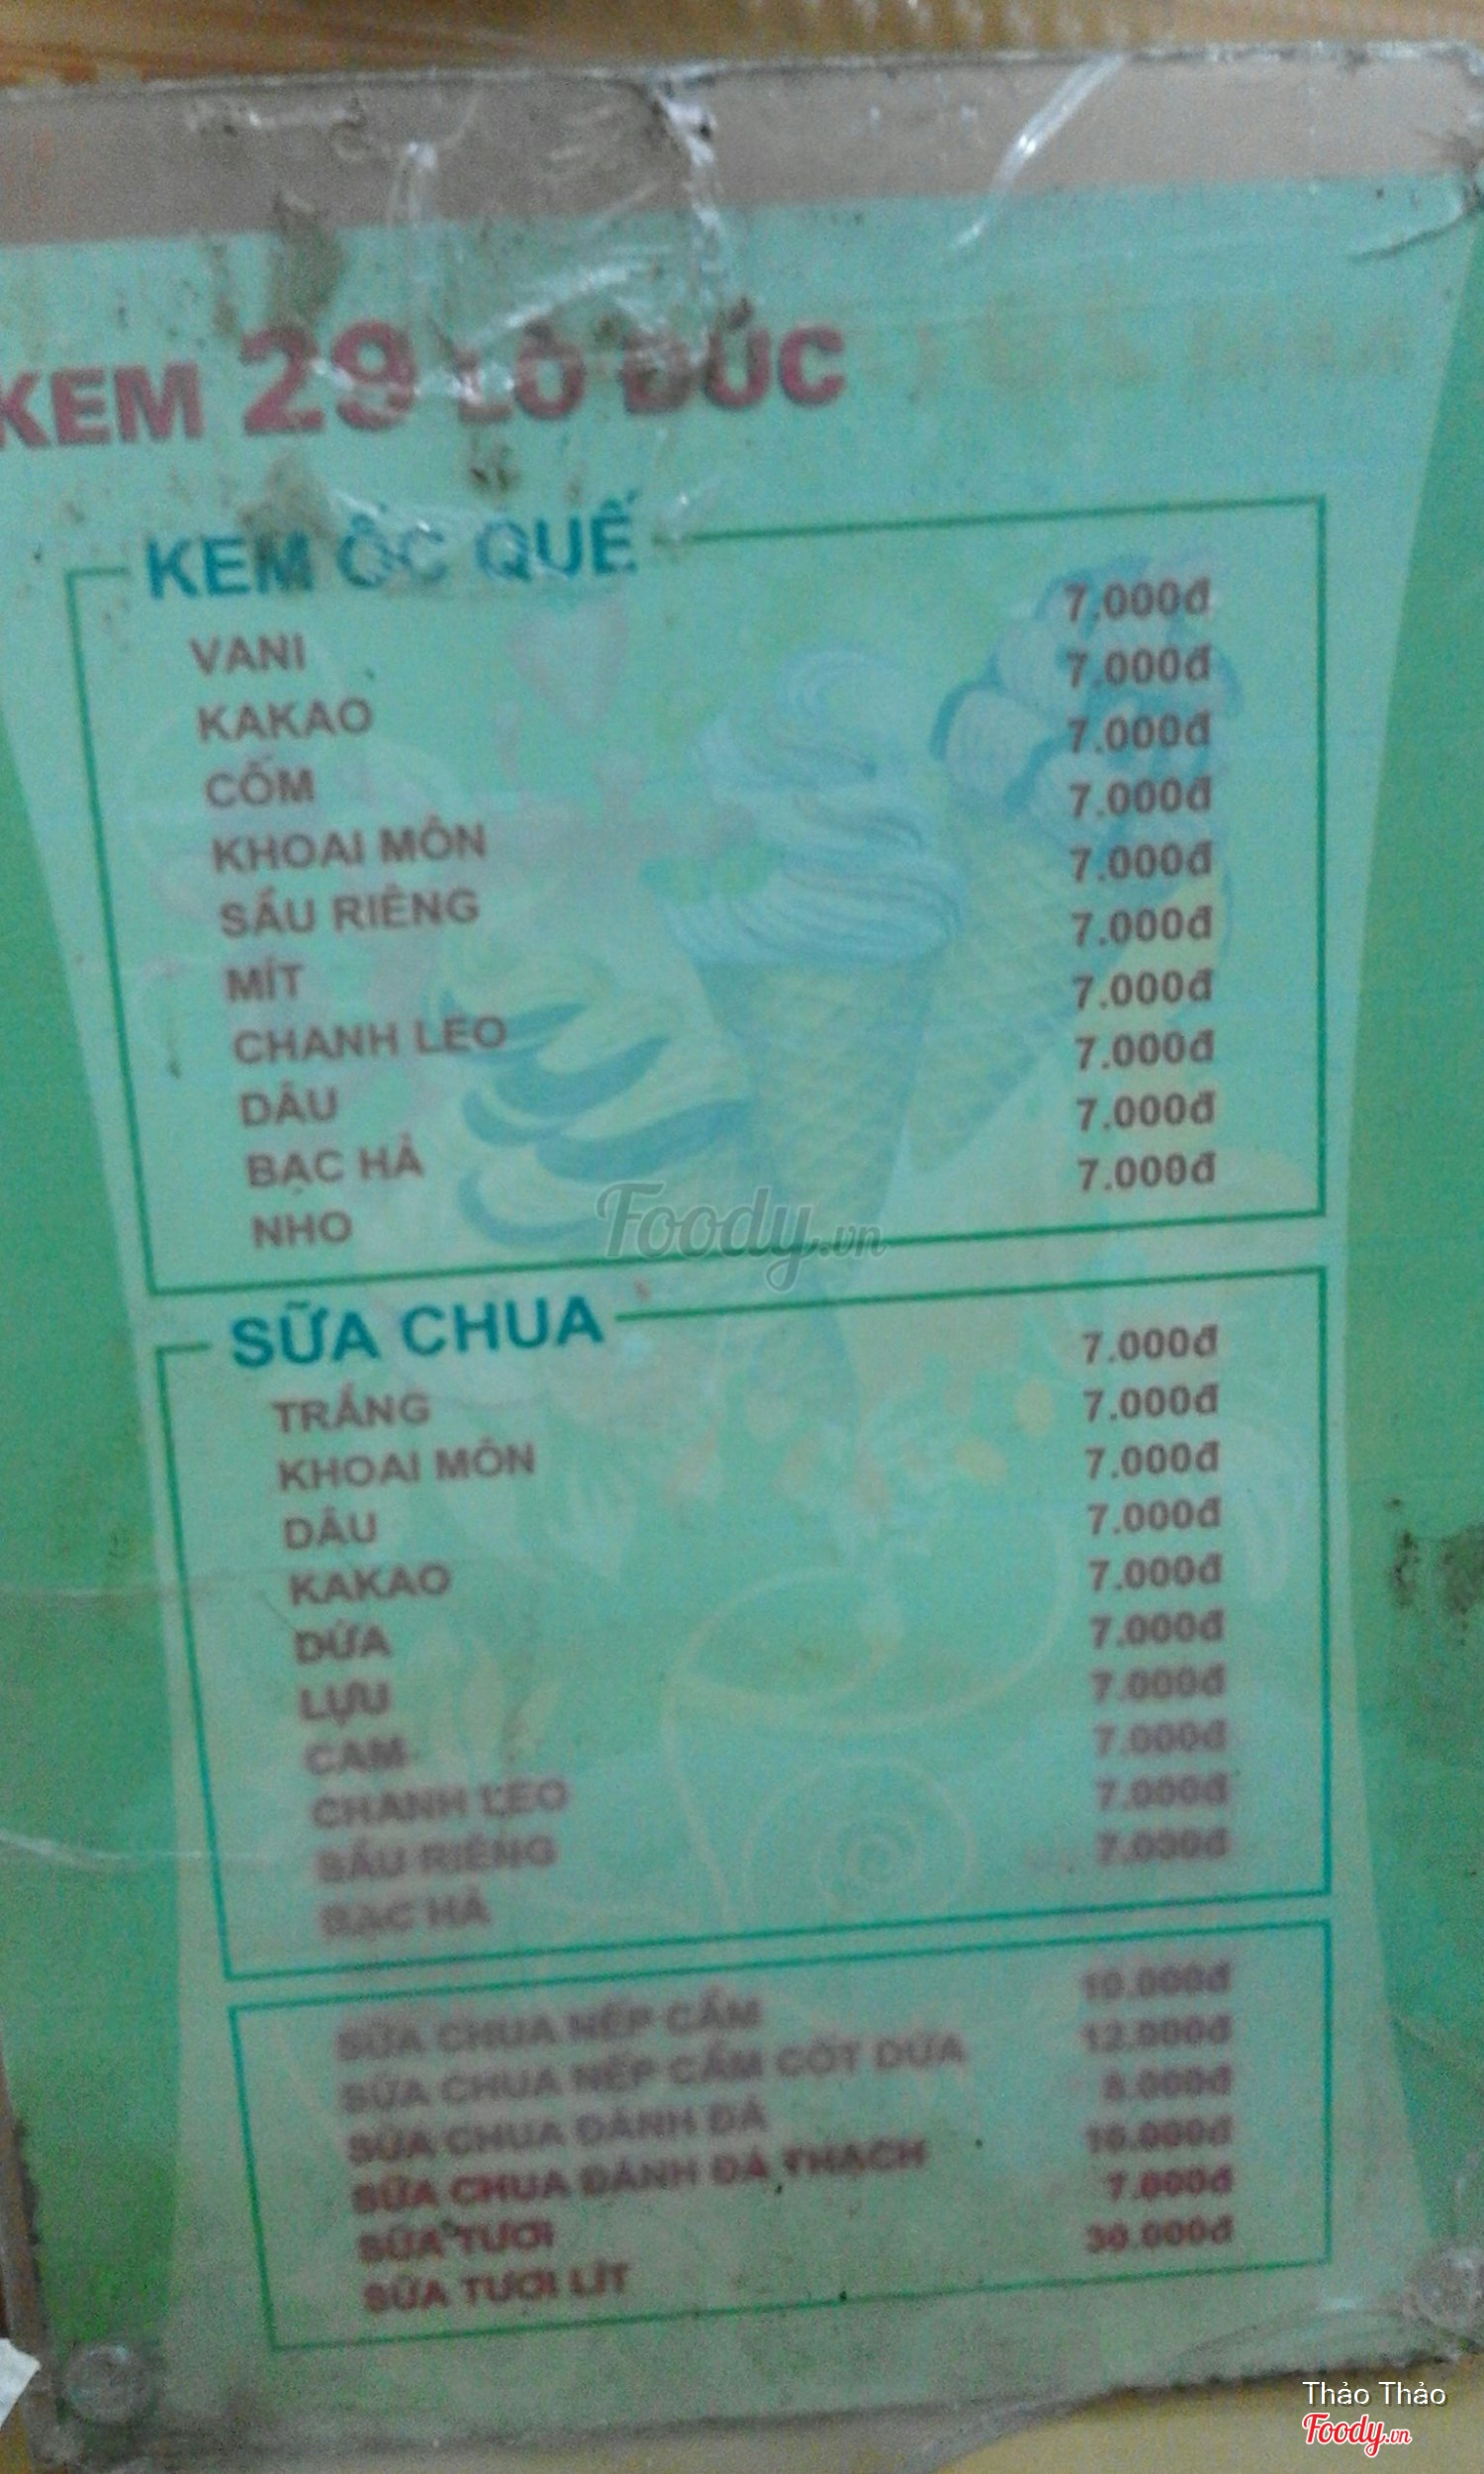 KEM 29 LÒ ĐÚC
KEM ỐC QUẾ
VANI 7.000đ
KAKAO 7.000đ
CỐM 7.000đ
KHOAI MÔN 7.000đ
SẦU RIÊNG 7.000đ
MÍT 7.000đ
CHANH LEO 7.000đ
DÂU 7.000đ
BẠC HÀ 7.000đ
NHO 7.000đ
SỮA CHUA
TRẮNG 7.000đ
KHOAI MÔN 7.000đ
DÂU 7.000đ
KAKAO 7.000đ
DỨA 7.000đ
LỰU 7.000đ
CAM 7.000đ
CHANH LEO 7.000đ
SẦU RIÊNG 7.000đ
BẠC HÀ 7.000đ
SỮA CHUA NẾP CẨM 10.000đ
SỮA CHUA NẾP CẨM CỐT DỪA 12.000đ
SỮA CHUA ĐÁNH ĐÁ 8.000đ
SỮA CHUA ĐÁNH ĐÁ THẠCH 10.000đ
SỮA TƯƠI 7.000đ
SỮA TƯƠI LÍT 30.000đ
Foody.vn
Thảo Thảo
Foody.vn